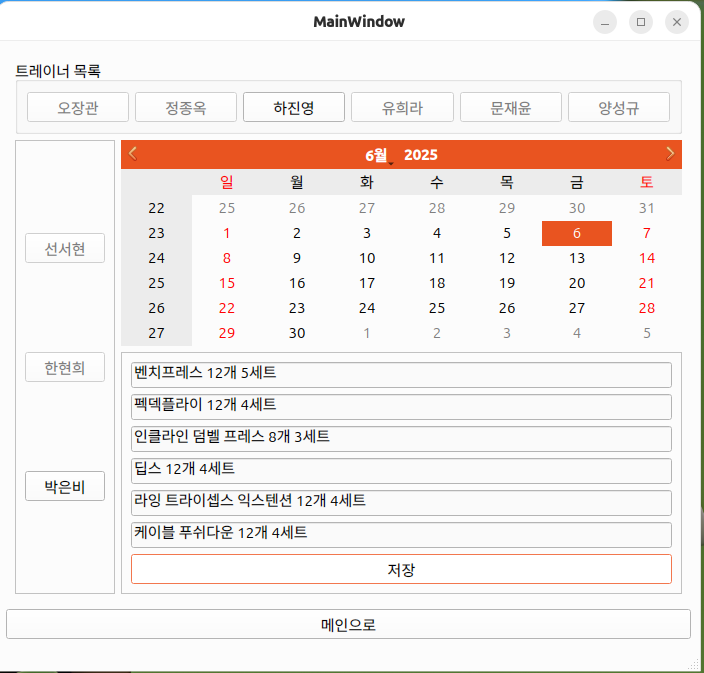 MainWindow
트레이너 목록
오장관 정종옥 하진영 유희라 문재윤 양성규
선서현
한현희
박은비
6월 2025
일 월 화 수 목 금 토
22 25 26 27 28 29 30 31
23 1 2 3 4 5 6 7
24 8 9 10 11 12 13 14
25 15 16 17 18 19 20 21
26 22 23 24 25 26 27 28
27 29 30 1 2 3 4 5
벤치프레스 12개 5세트
펙덱플라이 12개 4세트
인클라인 덤벨 프레스 8개 3세트
딥스 12개 4세트
라잉 트라이셉스 익스텐션 12개 4세트
케이블 푸쉬다운 12개 4세트
저장
메인으로